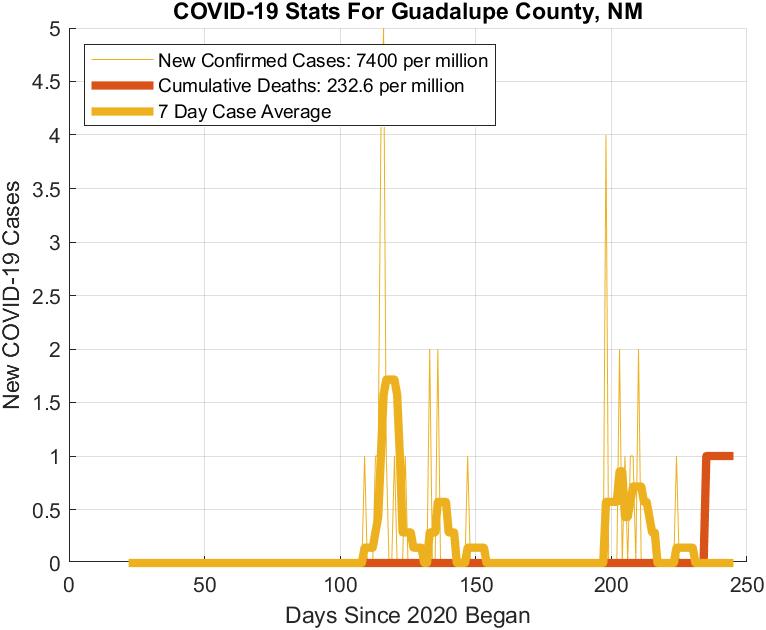 COVID-19 Stats For Guadalupe County, NM
New Confirmed Cases: 7400 per million
Cumulative Deaths: 232.6 per million
7 Day Case Average
New COVID-19 Cases
5
4.5
4
3.5
3
2.5
2
1.5
1
0.5
0
0 50 100 150 200 250
Days Since 2020 Began